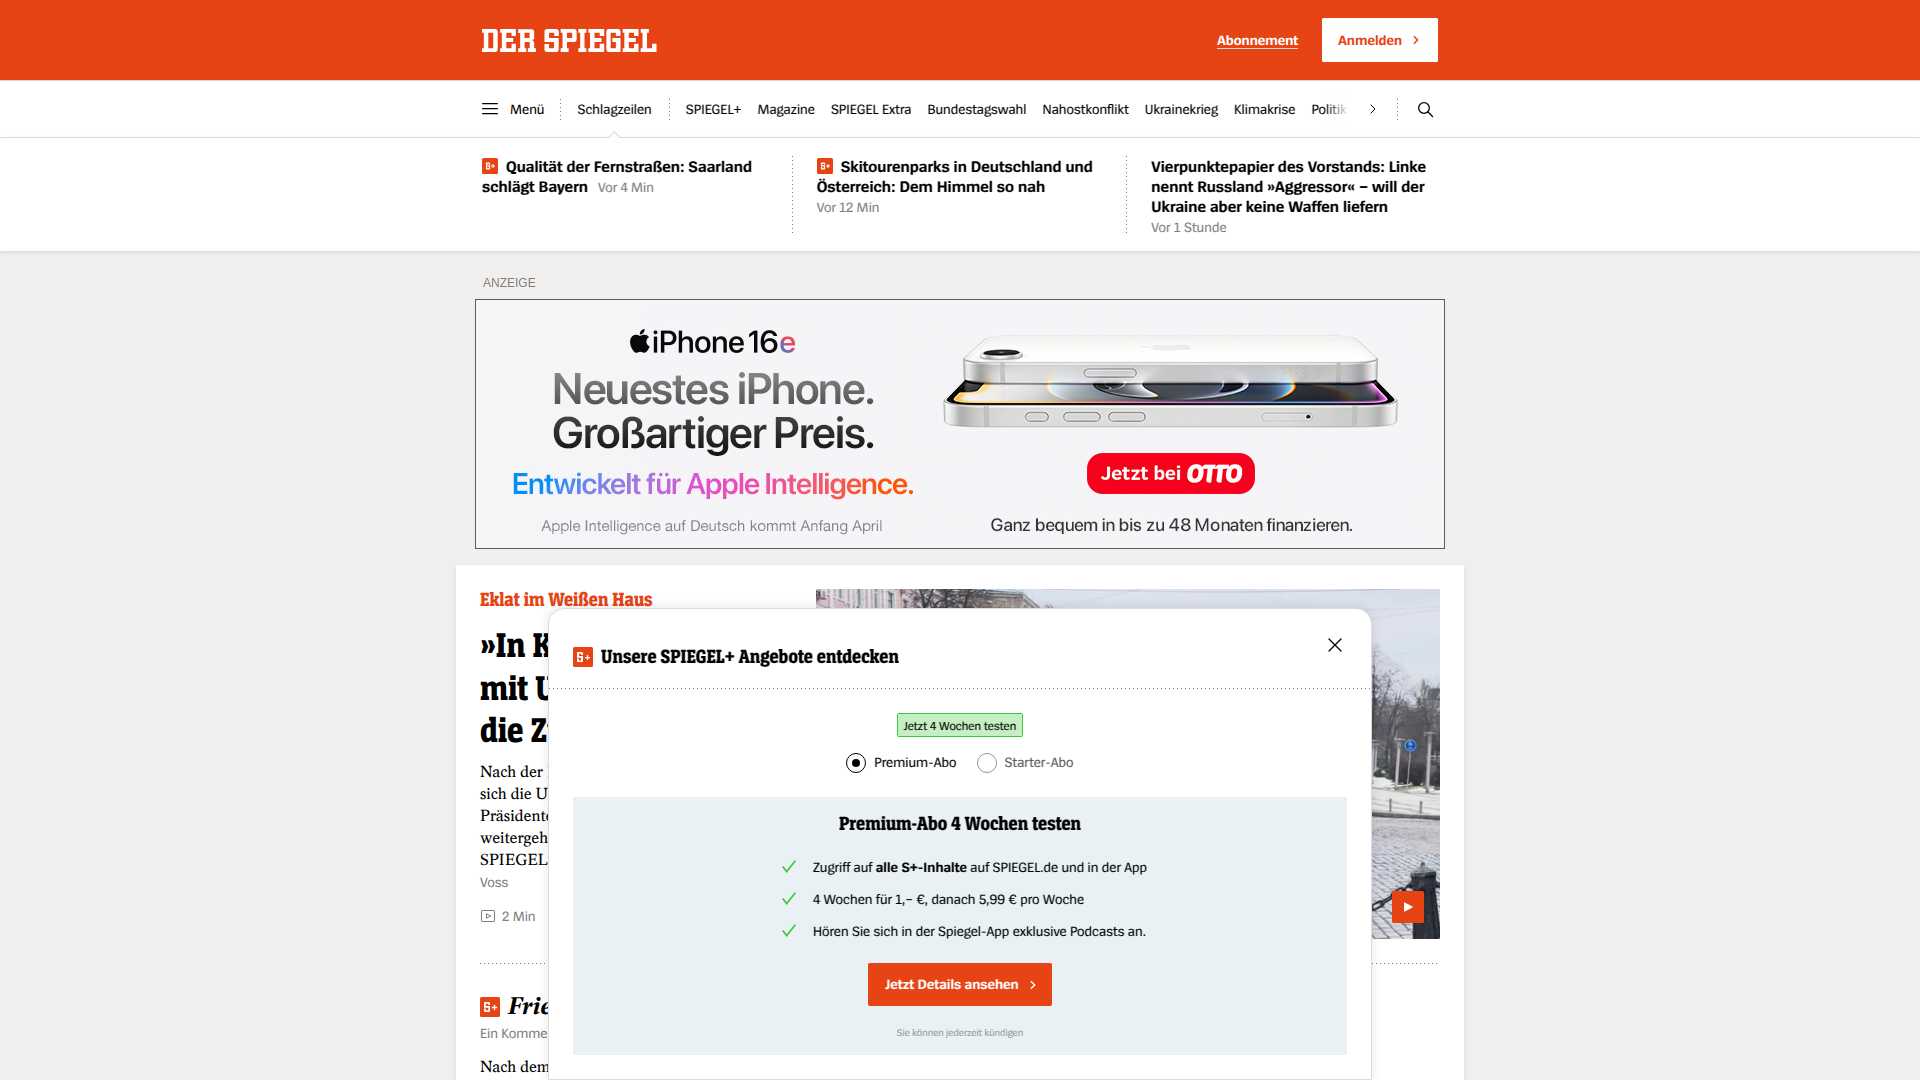 DER SPIEGEL
Abonnement
Anmelden
Menü
Schlagzeilen
SPIEGEL+
Magazine
SPIEGEL Extra
Bundestagswahl
Nahostkonflikt
Ukrainekrieg
Klimakrise
Politik
Qualität der Fernstraßen: Saarland
schlägt Bayern Vor 4 Min
Skitourenparks in Deutschland und
Österreich: Dem Himmel so nah
Vor 12 Min
Vierpunktepapier des Vorstands: Linke
nennt Russland »Aggressor« – will der
Ukraine aber keine Waffen liefern
Vor 1 Stunde
ANZEIGE
iPhone 16e
Neuestes iPhone.
Großartiger Preis.
Entwickelt für Apple Intelligence.
Apple Intelligence auf Deutsch kommt Anfang April
Jetzt bei OTTO
Ganz bequem in bis zu 48 Monaten finanzieren.
Eklat im Weißen Haus
»In K
mit U
die Z
Nach der
sich die U
Präsident
weitergeh
SPIEGEL
Voss
2 Min
Frie
Ein Komme
Nach dem
Unsere SPIEGEL+ Angebote entdecken
Jetzt 4 Wochen testen
Premium-Abo
Starter-Abo
Premium-Abo 4 Wochen testen
Zugriff auf alle S+-Inhalte auf SPIEGEL.de und in der App
4 Wochen für 1,– €, danach 5,99 € pro Woche
Hören Sie sich in der Spiegel-App exklusive Podcasts an.
Jetzt Details ansehen
Sie können jederzeit kündigen